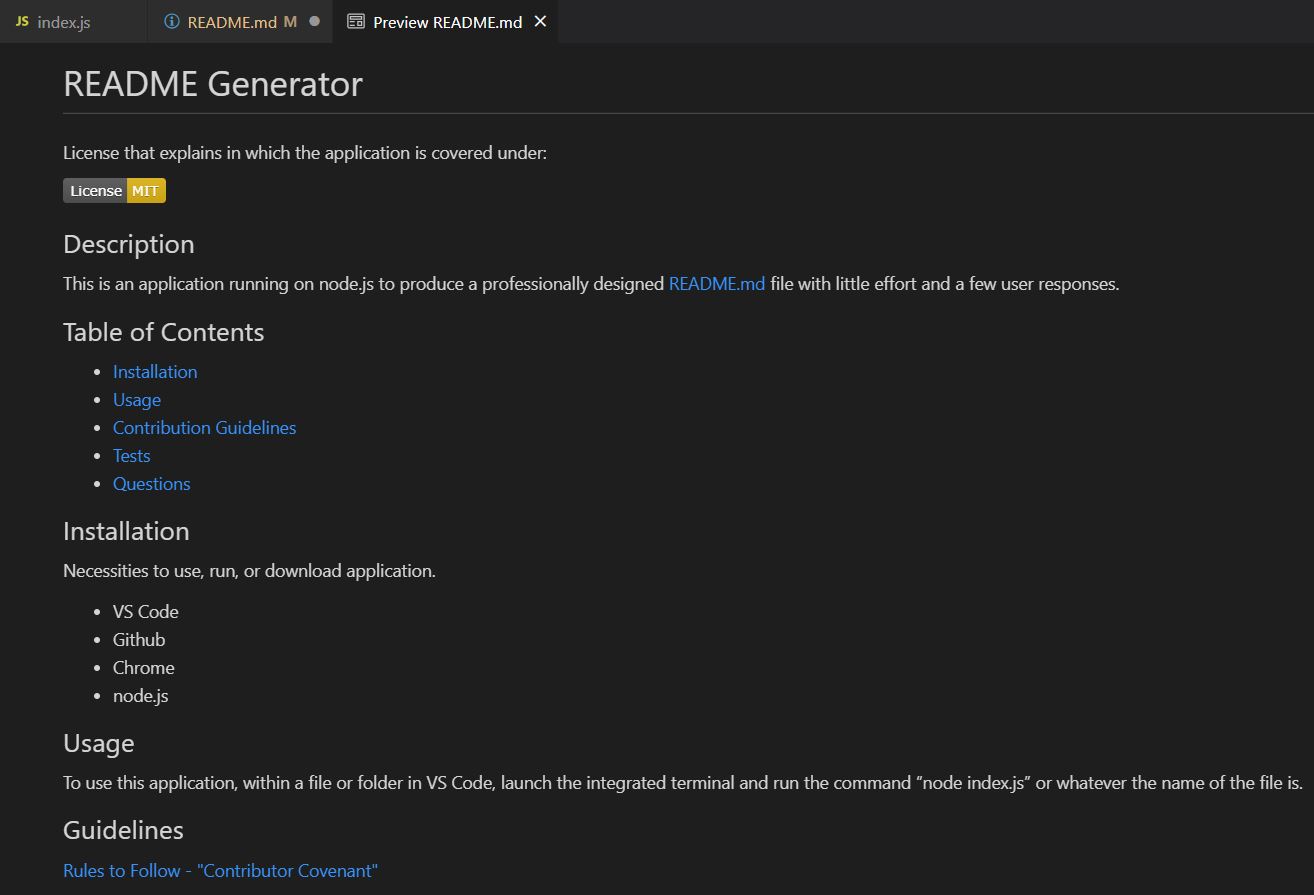 JS index.js README.md M Preview README.md
README Generator
License that explains in which the application is covered under:
License MIT
Description
This is an application running on node.js to produce a professionally designed README.md file with little effort and a few user responses.
Table of Contents
Installation
Usage
Contribution Guidelines
Tests
Questions
Installation
Necessities to use, run, or download application.
VS Code
Github
Chrome
node.js
Usage
To use this application, within a file or folder in VS Code, launch the integrated terminal and run the command “node index.js” or whatever the name of the file is.
Guidelines
Rules to Follow - "Contributor Covenant"